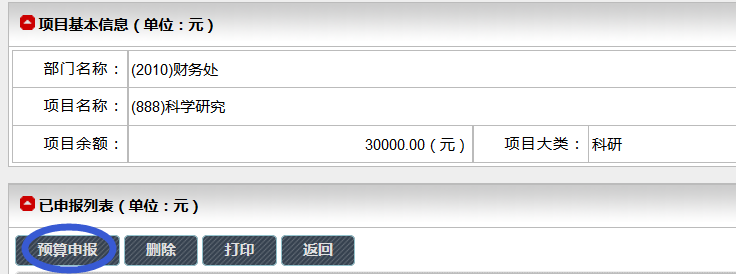 项目基本信息（单位：元）
部门名称： (2010)财务处
项目名称： (888)科学研究
项目余额： 30000.00（元） 项目大类： 科研
已申报列表（单位：元）
预算申报 删除 打印 返回